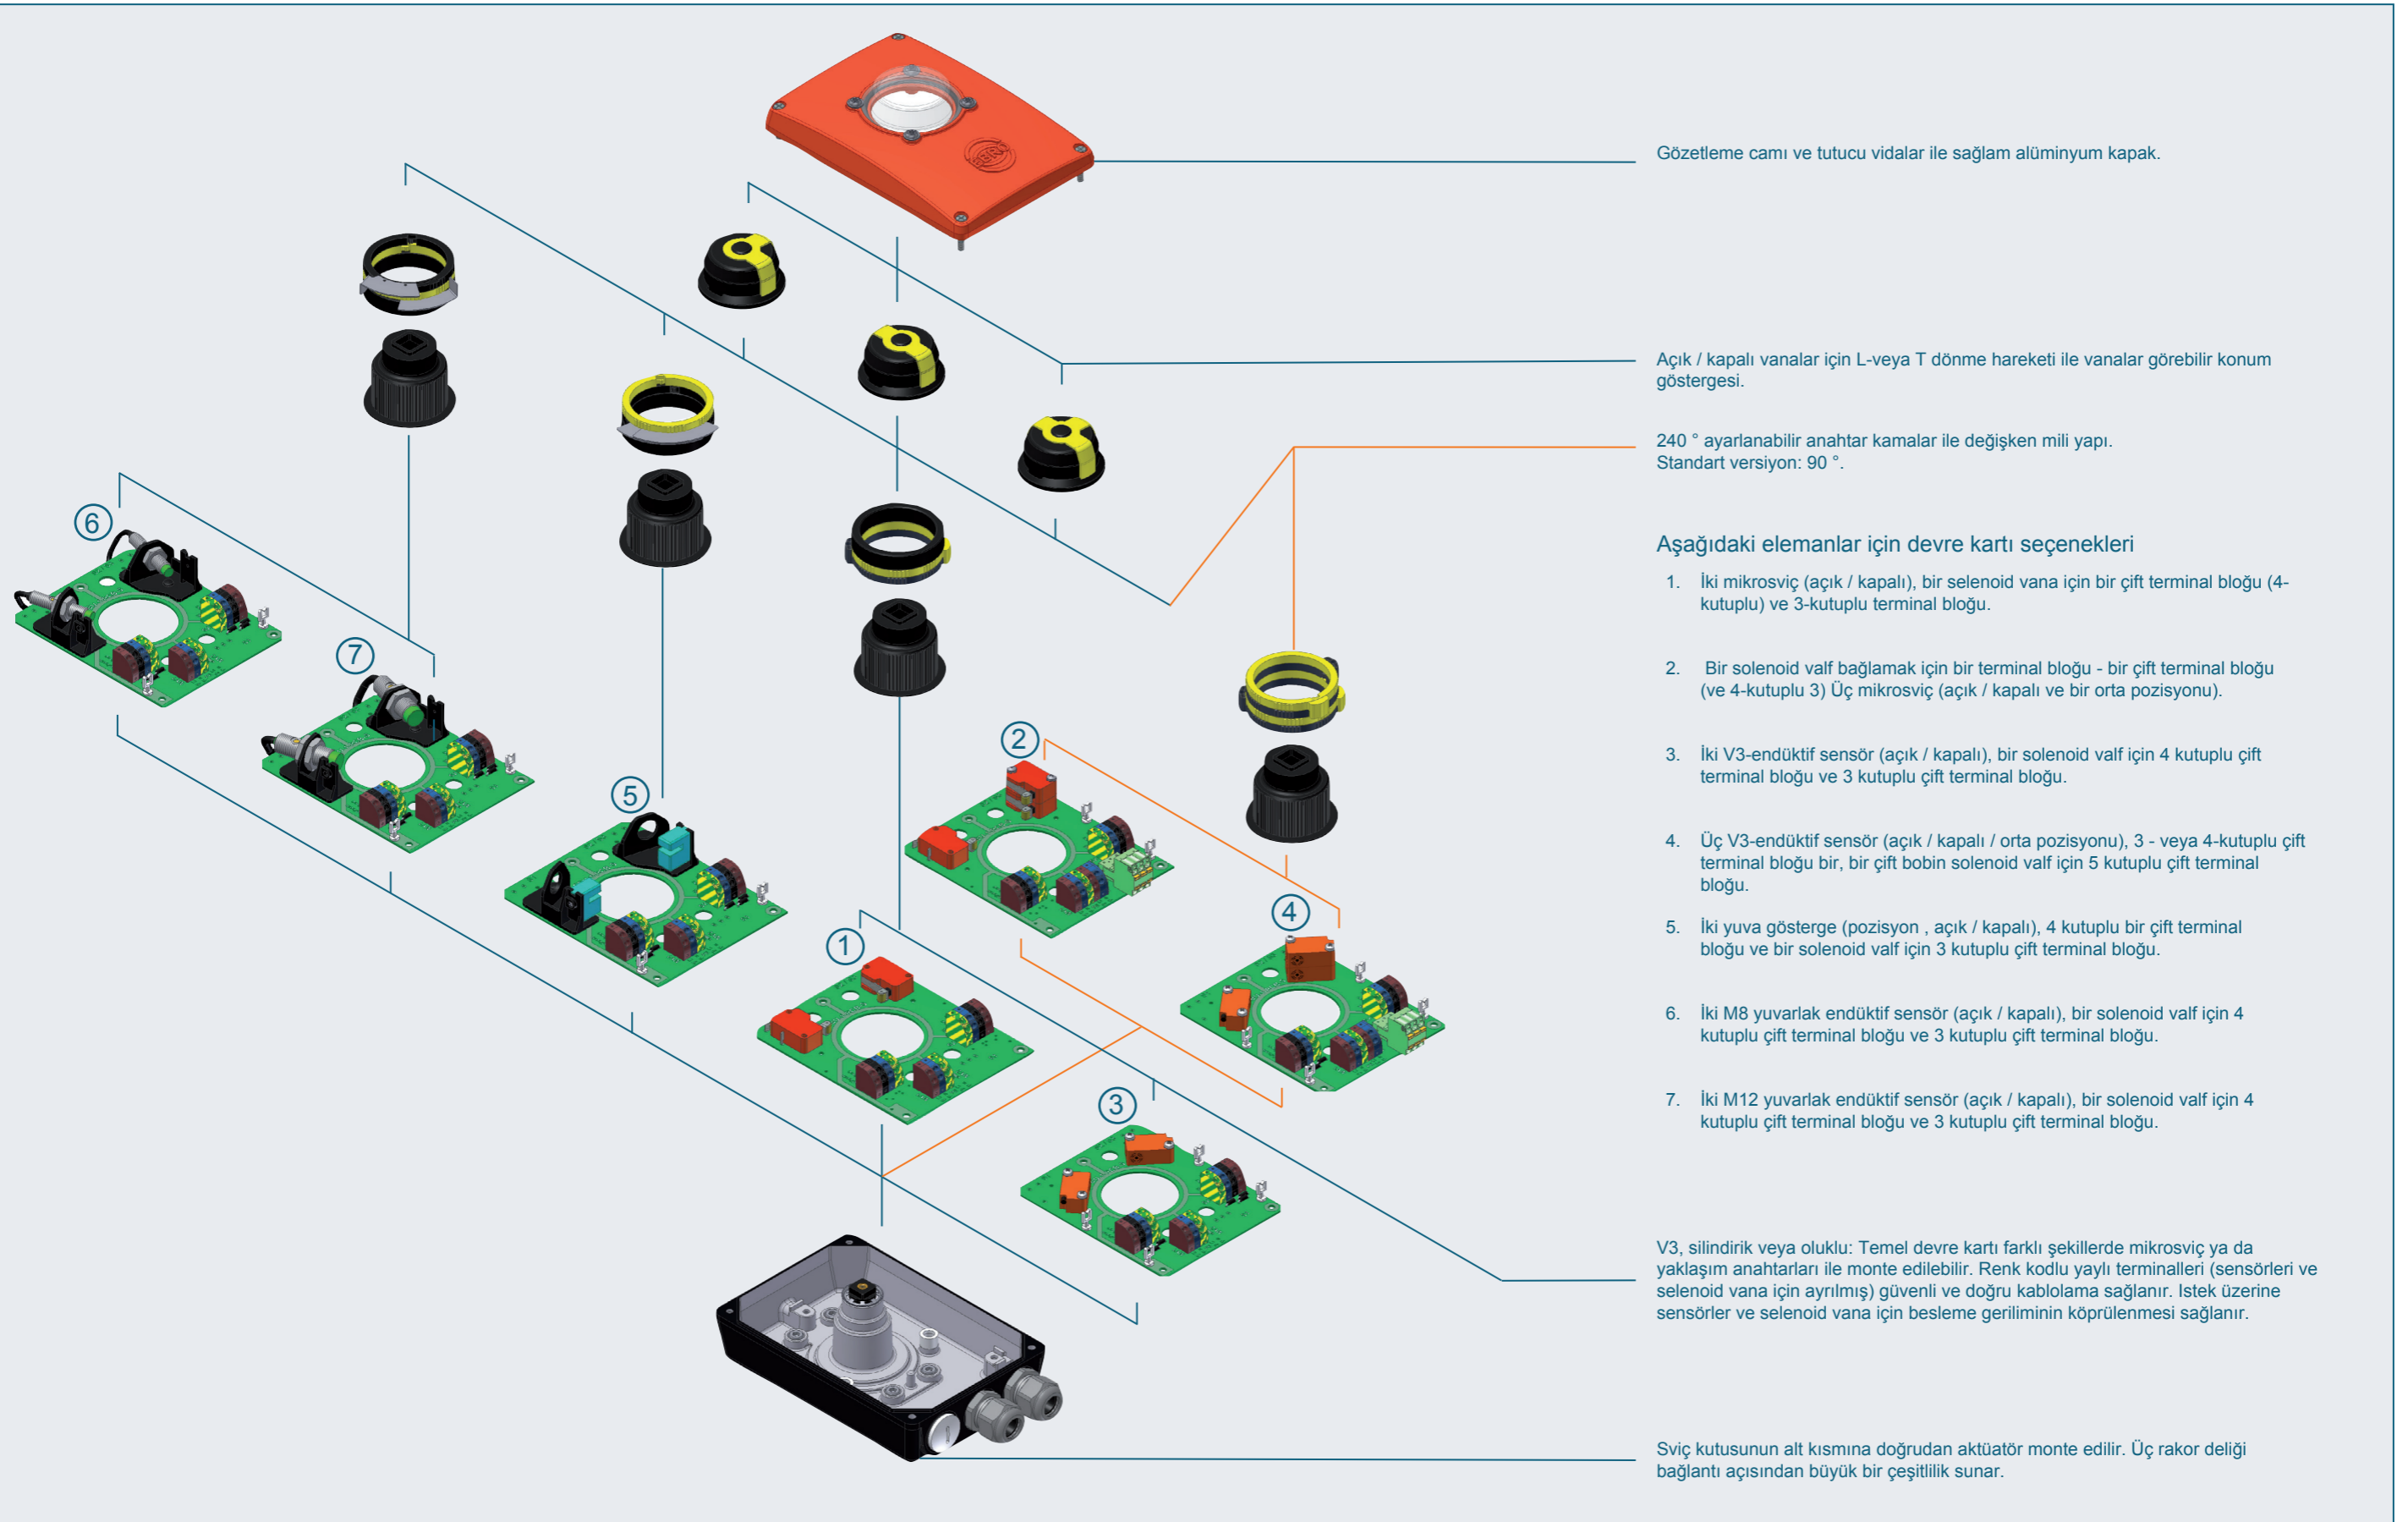 Gözetleme camı ve tutucu vidalar ile sağlam alüminyum kapak.
Açık / kapalı vanalar için L-veya T dönme hareketi ile vanalar görebilir konum
göstergesi.
240 ° ayarlanabilir anahtar kamalar ile değişken mili yapı.
Standart versiyon: 90 °.
Aşağıdaki elemanlar için devre kartı seçenekleri
1. İki mikrosviç (açık / kapalı), bir selenoid vana için bir çift terminal bloğu (4-
kutuplu) ve 3-kutuplu terminal bloğu.
2. Bir solenoid valf bağlamak için bir terminal bloğu - bir çift terminal bloğu
(ve 4-kutuplu 3) Üç mikrosviç (açık / kapalı ve bir orta pozisyonu).
3. İki V3-endüktif sensör (açık / kapalı), bir solenoid valf için 4 kutuplu çift
terminal bloğu ve 3 kutuplu çift terminal bloğu.
4. Üç V3-endüktif sensör (açık / kapalı / orta pozisyonu), 3 - veya 4-kutuplu çift
terminal bloğu bir, bir çift bobin solenoid valf için 5 kutuplu çift terminal
bloğu.
5. İki yuva gösterge (pozisyon , açık / kapalı), 4 kutuplu bir çift terminal
bloğu ve bir solenoid valf için 3 kutuplu çift terminal bloğu.
6. İki M8 yuvarlak endüktif sensör (açık / kapalı), bir solenoid valf için 4
kutuplu çift terminal bloğu ve 3 kutuplu çift terminal bloğu.
7. İki M12 yuvarlak endüktif sensör (açık / kapalı), bir solenoid valf için 4
kutuplu çift terminal bloğu ve 3 kutuplu çift terminal bloğu.
V3, silindirik veya oluklu: Temel devre kartı farklı şekillerde mikrosviç ya da
yaklaşım anahtarları ile monte edilebilir. Renk kodlu yaylı terminalleri (sensörleri ve
selenoid vana için ayrılmış) güvenli ve doğru kablolama sağlanır. Istek üzerine
sensörler ve selenoid vana için besleme geriliminin köprülenmesi sağlanır.
Sviç kutusunun alt kısmına doğrudan aktüatör monte edilir. Üç rakor deliği
bağlantı açısından büyük bir çeşitlilik sunar.
6
7
5
2
1
4
3